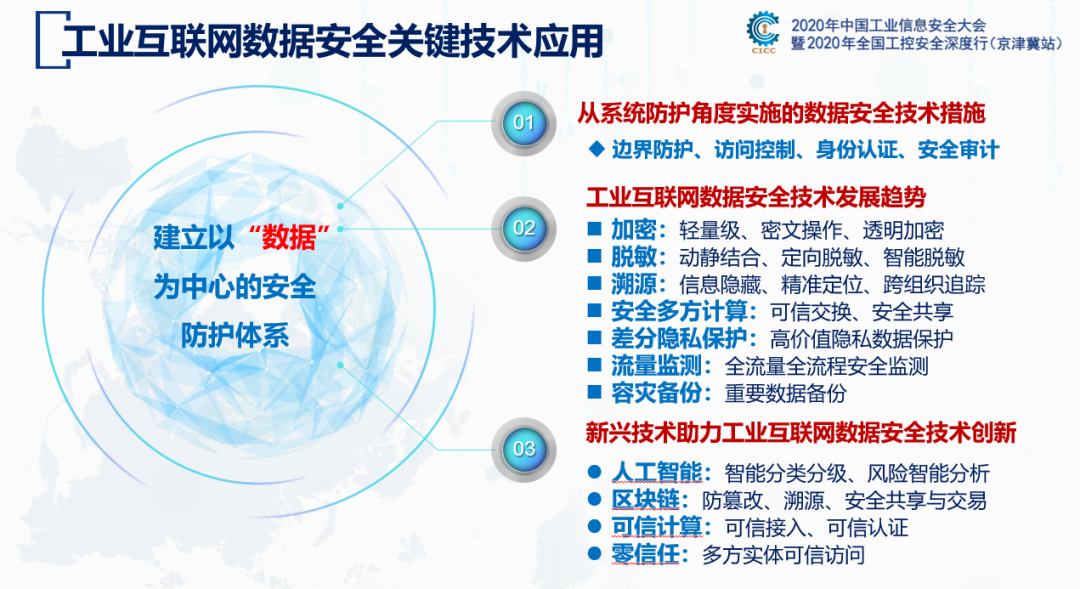 工业互联网数据安全关键技术应用
CICC
2020年中国工业信息安全大会
暨2020年全国工控安全深度行(京津冀站)
建立以“数据”
为中心的安全
防护体系
01
从系统防护角度实施的数据安全技术措施
◆ 边界防护、访问控制、身份认证、安全审计
02
工业互联网数据安全技术发展趋势
■ 加密：轻量级、密文操作、透明加密
■ 脱敏：动静结合、定向脱敏、智能脱敏
■ 溯源：信息隐藏、精准定位、跨组织追踪
■ 安全多方计算：可信交换、安全共享
■ 差分隐私保护：高价值隐私数据保护
■ 流量监测：全流量全流程安全监测
■ 容灾备份：重要数据备份
03
新兴技术助力工业互联网数据安全技术创新
● 人工智能：智能分类分级、风险智能分析
● 区块链：防篡改、溯源、安全共享与交易
● 可信计算：可信接入、可信认证
● 零信任：多方实体可信访问